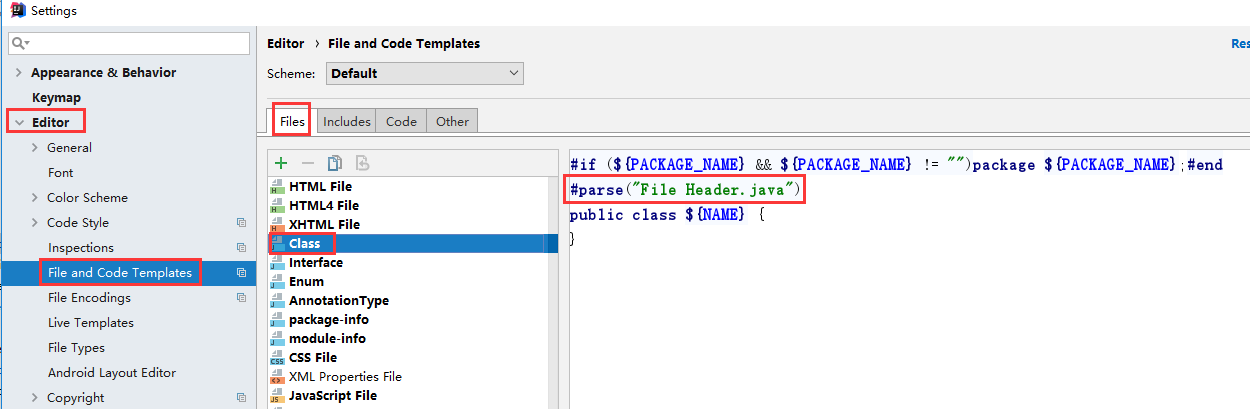 Settings
Editor › File and Code Templates
Res
Scheme: Default
Appearance & Behavior
Keymap
Editor
General
Font
Color Scheme
Code Style
Inspections
File and Code Templates
File Encodings
Live Templates
File Types
Android Layout Editor
Copyright
Files Includes Code Other
HTML File
HTML4 File
XHTML File
Class
Interface
Enum
AnnotationType
package-info
module-info
CSS File
XML Properties File
JavaScript File
#if (${PACKAGE_NAME} && ${PACKAGE_NAME} != "")package ${PACKAGE_NAME};#end
#parse("File Header.java")
public class ${NAME} {
}